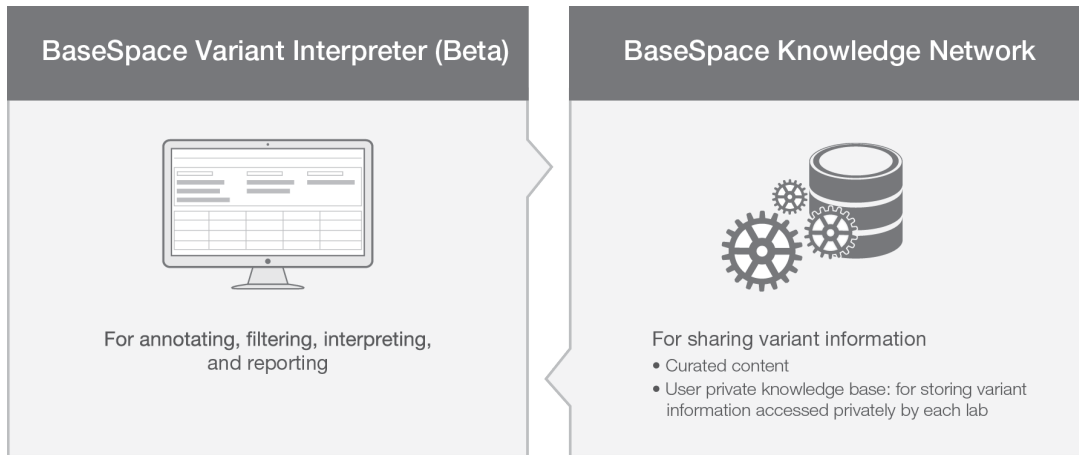 BaseSpace Variant Interpreter (Beta)
For annotating, filtering, interpreting,
and reporting
BaseSpace Knowledge Network
For sharing variant information
• Curated content
• User private knowledge base: for storing variant
information accessed privately by each lab